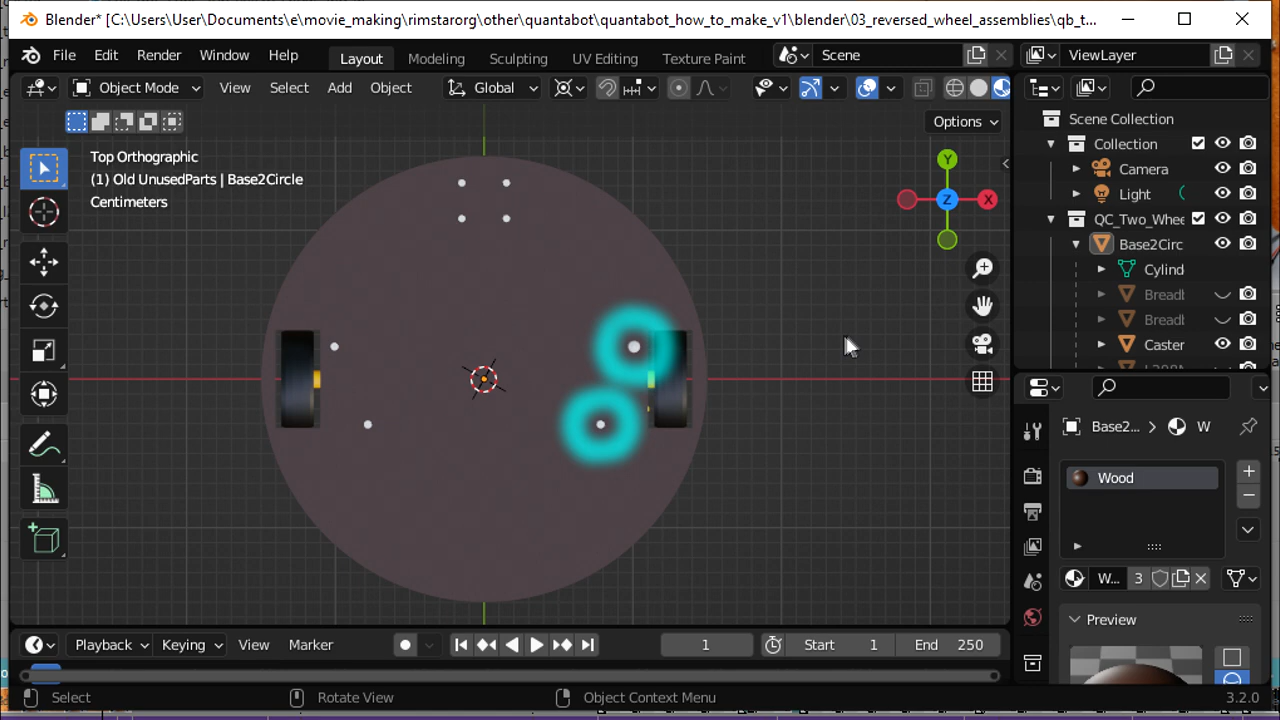 Blender* [C:\Users\User\Documents\e\movie_making\rimstarorg\other\quantabot\quantabot_how_to_make_v1\blender\03_reversed_wheel_assemblies\qb_t...
File Edit Render Window Help Layout Modeling Sculpting UV Editing Texture Paint Scene ViewLayer
Object Mode View Select Add Object Global
Options
Top Orthographic
(1) Old UnusedParts | Base2Circle
Centimeters
Y
Z X
Scene Collection
Collection
Camera
Light
QC_Two_Whee
Base2Circ
Cylind
Breadb
Breadb
Caster
Base2... > W
Wood
W... 3
Preview
Playback Keying View Marker 1 Start 1 End 250
Select Rotate View Object Context Menu 3.2.0